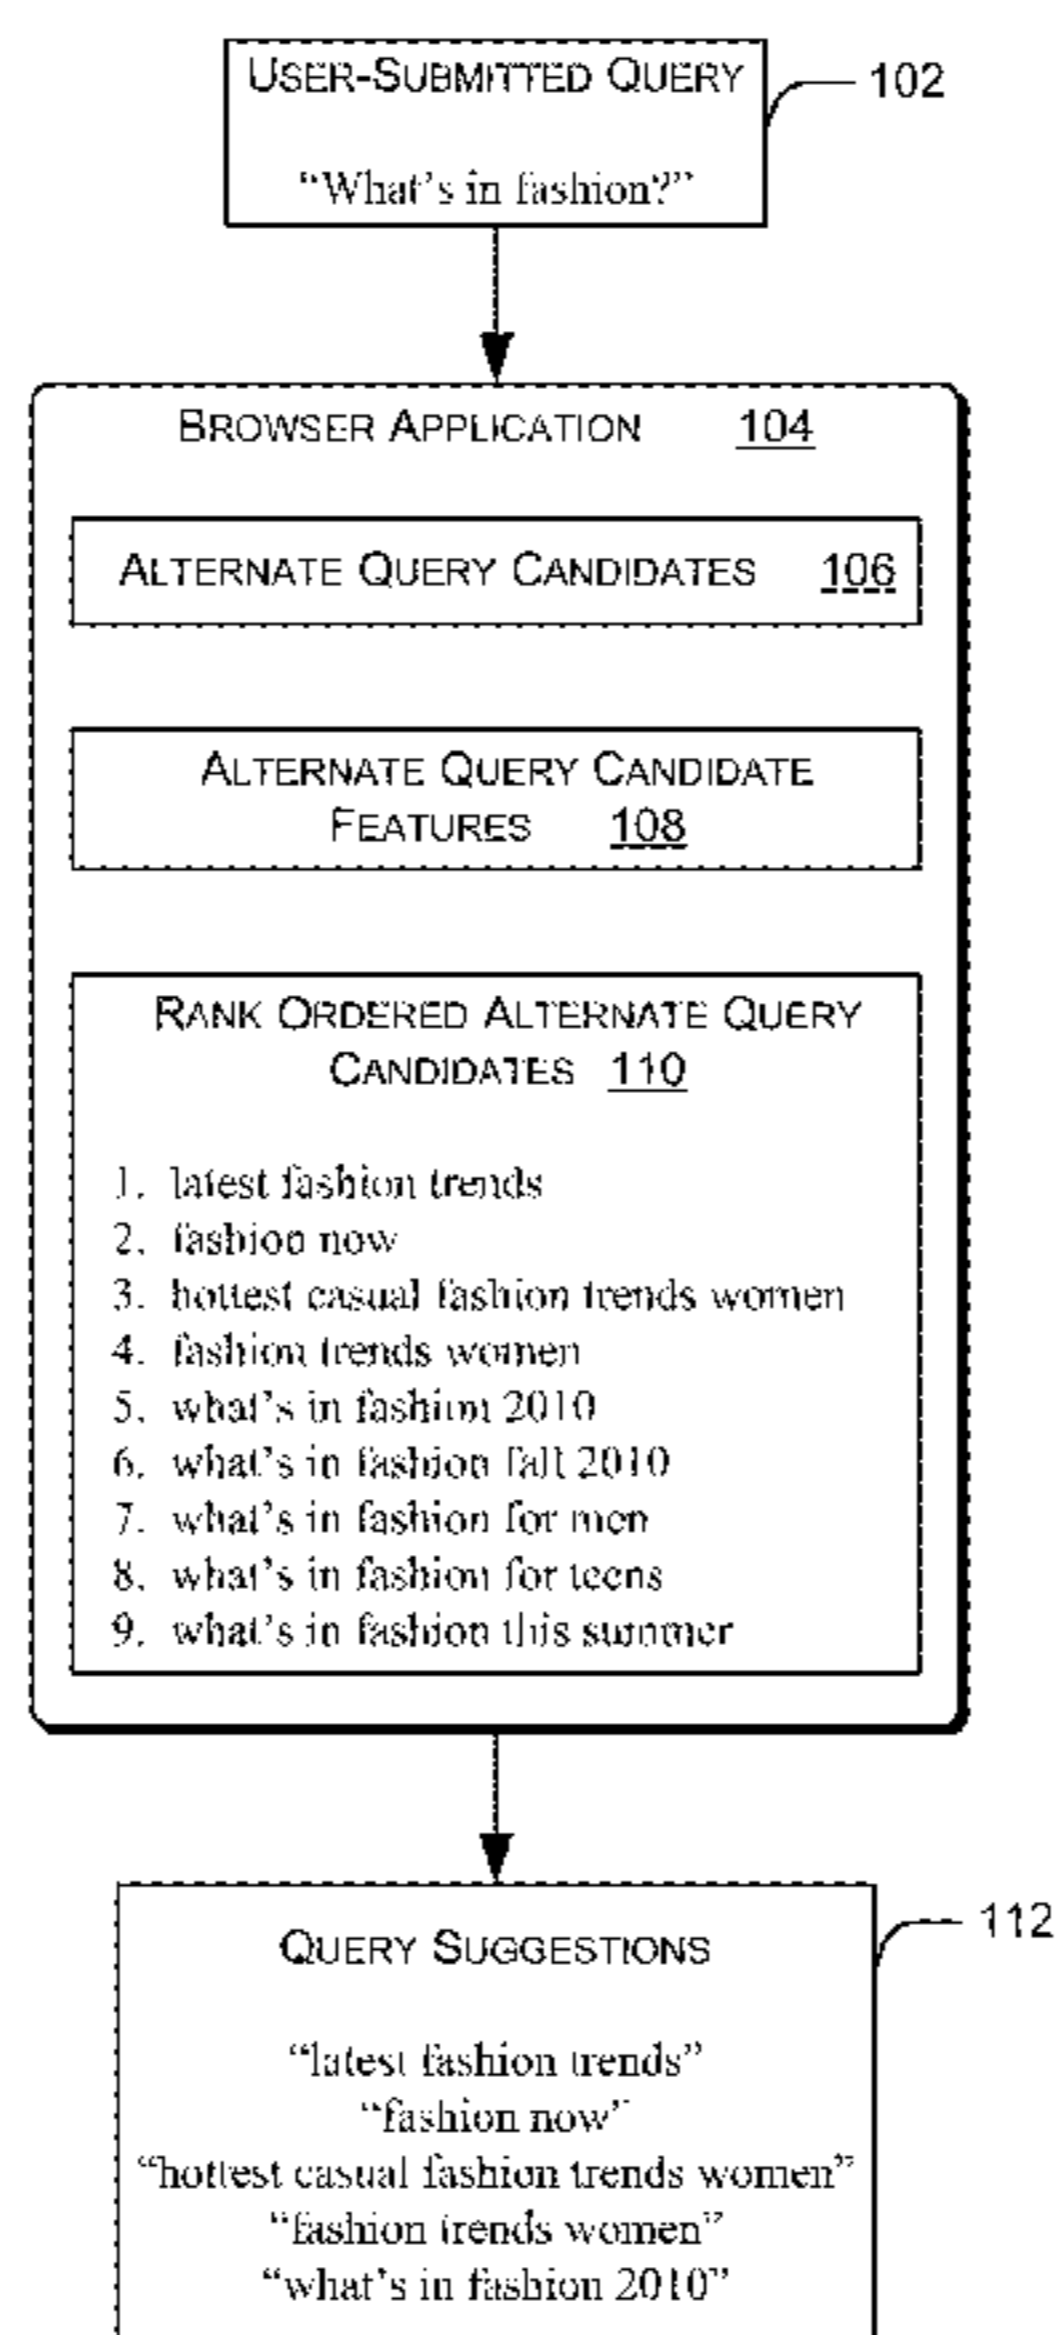 USER-SUBMITTED QUERY
102
“What’s in fashion?”
BROWSER APPLICATION 104
ALTERNATE QUERY CANDIDATES 106
ALTERNATE QUERY CANDIDATE
FEATURES 108
RANK ORDERED ALTERNATE QUERY
CANDIDATES 110
1. latest fashion trends
2. fashion now
3. hottest casual fashion trends women
4. fashion trends women
5. what’s in fashion 2010
6. what’s in fashion fall 2010
7. what’s in fashion for men
8. what’s in fashion for teens
9. what’s in fashion this summer
112
QUERY SUGGESTIONS
“latest fashion trends”
“fashion now”
“hottest casual fashion trends women”
“fashion trends women”
“what’s in fashion 2010”